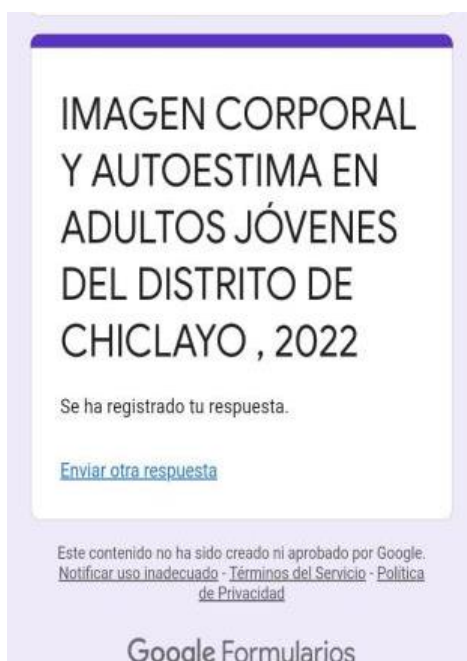 IMAGEN CORPORAL
Y AUTOESTIMA EN
ADULTOS JÓVENES
DEL DISTRITO DE
CHICLAYO , 2022
Se ha registrado tu respuesta.
Enviar otra respuesta
Este contenido no ha sido creado ni aprobado por Google.
Notificar uso inadecuado - Términos del Servicio - Política
de Privacidad
Google Formularios